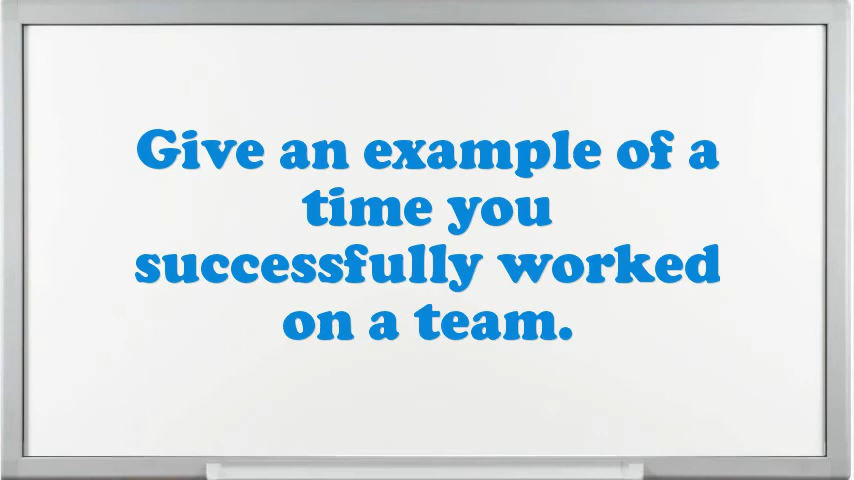 Give an example of a
time you
successfully worked
on a team.